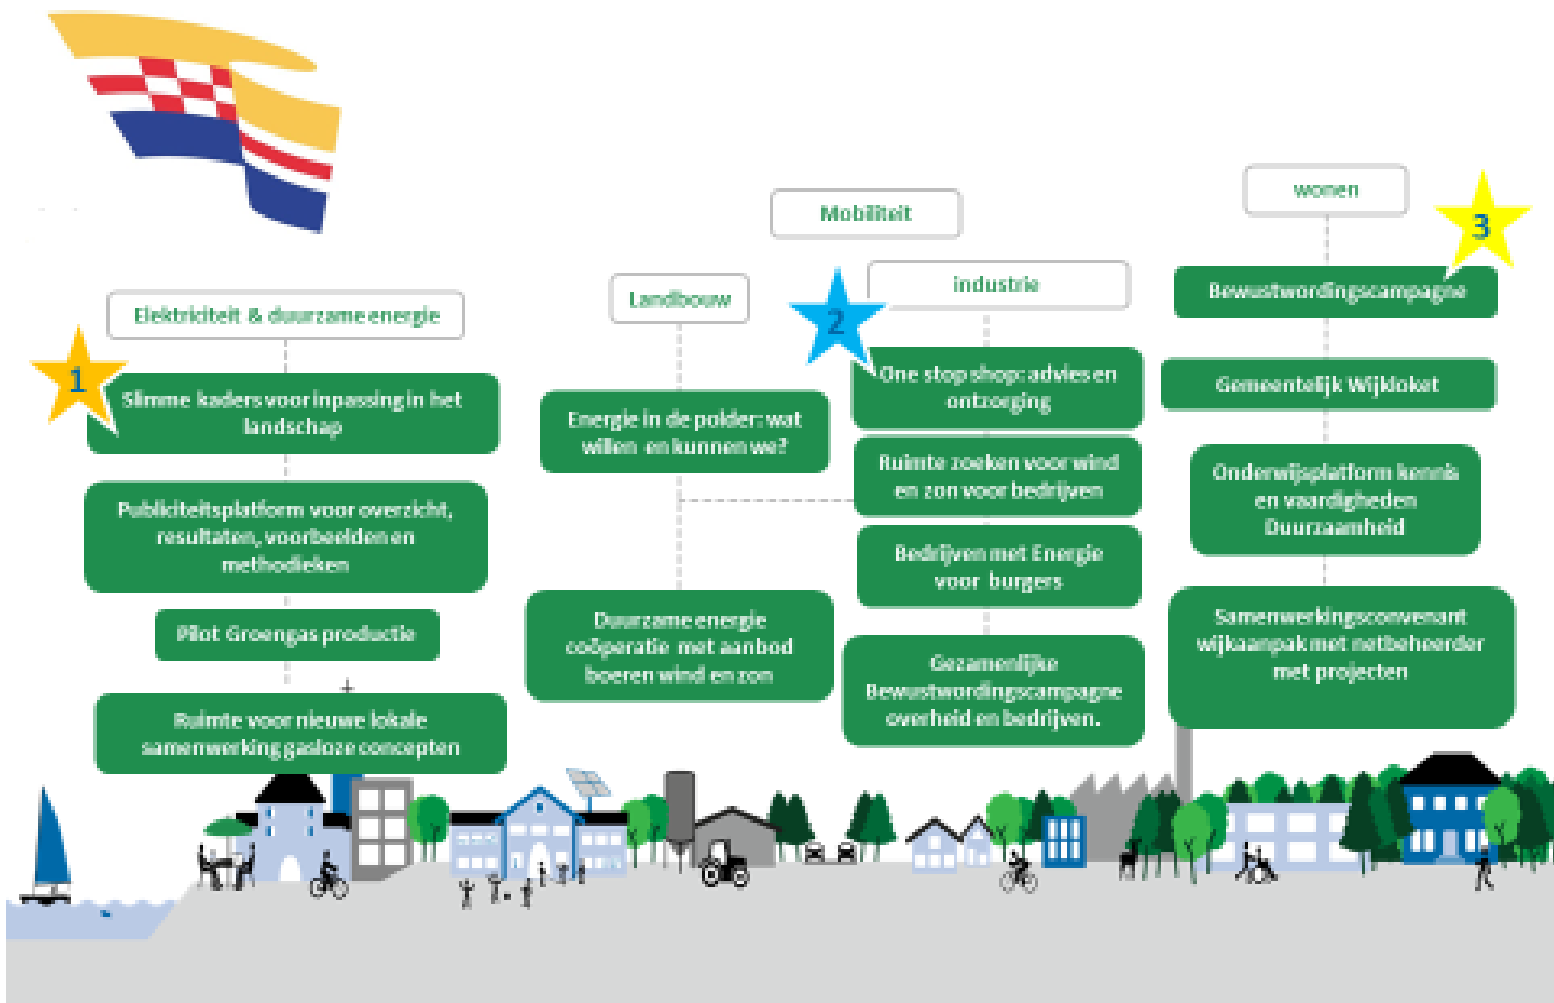 Elektriciteit & duurzame energie
1
Slimme kaders voor inpassing in het
landschap
Publiciteitsplatform voor overzicht,
resultaten, voorbeelden en
methodieken
Pilot Groengas productie
Ruimte voor nieuwe lokale
samenwerking gasloze concepten
Landbouw
Energie in de polder: wat
willen en kunnen we?
Duurzame energie
coöperatie met aanbod
boeren wind en zon
Mobiliteit
industrie
2
One stop shop: advies en
ontzorging
Ruimte zoeken voor wind
en zon voor bedrijven
Bedrijven met Energie
voor burgers
Gezamenlijke
Bewustwordingscampagne
overheid en bedrijven.
wonen
3
Bewustwordingscampagne
Gemeentelijk Wijkloket
Onderwijsplatform kennis
en vaardigheden
Duurzaamheid
Samenwerkingsconvenant
wijkaanpak met netbeheerder
met projecten